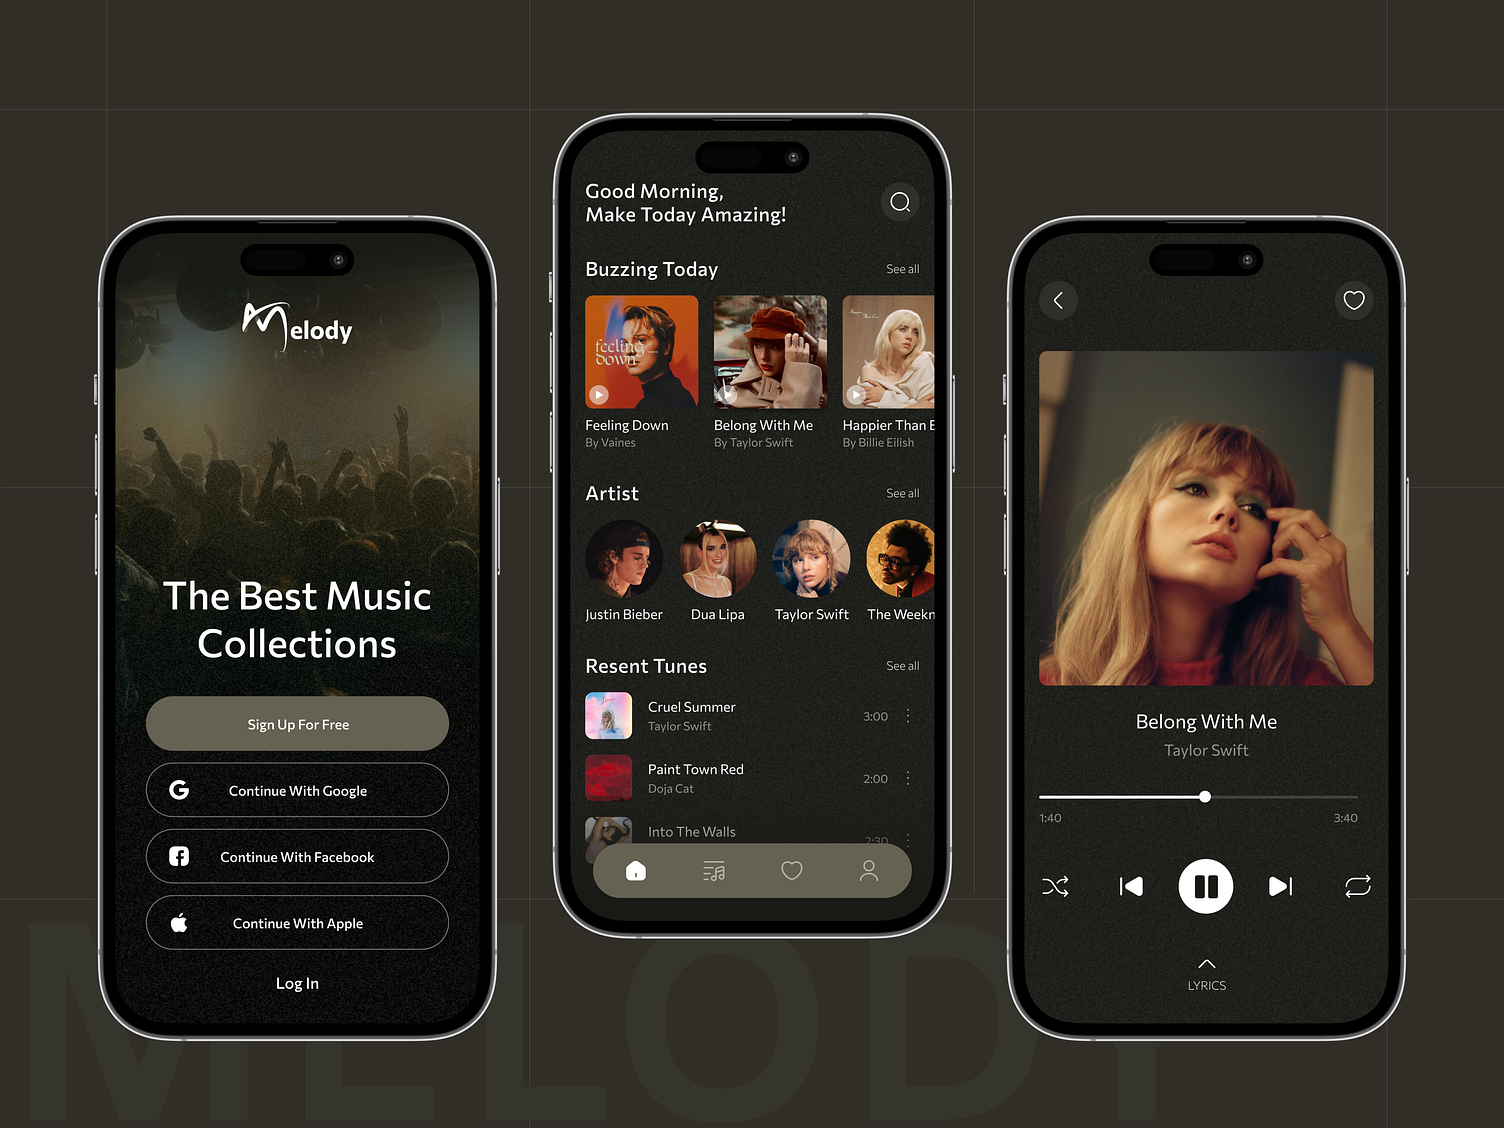 Melody
The Best Music
Collections
Sign Up For Free
Continue With Google
Continue With Facebook
Continue With Apple
Log In
Good Morning,
Make Today Amazing!
Buzzing Today
See all
feeling
down
Feeling Down
By Vaines
Belong With Me
By Taylor Swift
Happier Than E
By Billie Eilish
Artist
See all
Justin Bieber
Dua Lipa
Taylor Swift
The Weekn
Resent Tunes
See all
Cruel Summer
Taylor Swift
3:00
Paint Town Red
Doja Cat
2:00
Into The Walls
2:30
Belong With Me
Taylor Swift
1:40
3:40
LYRICS
MELODY